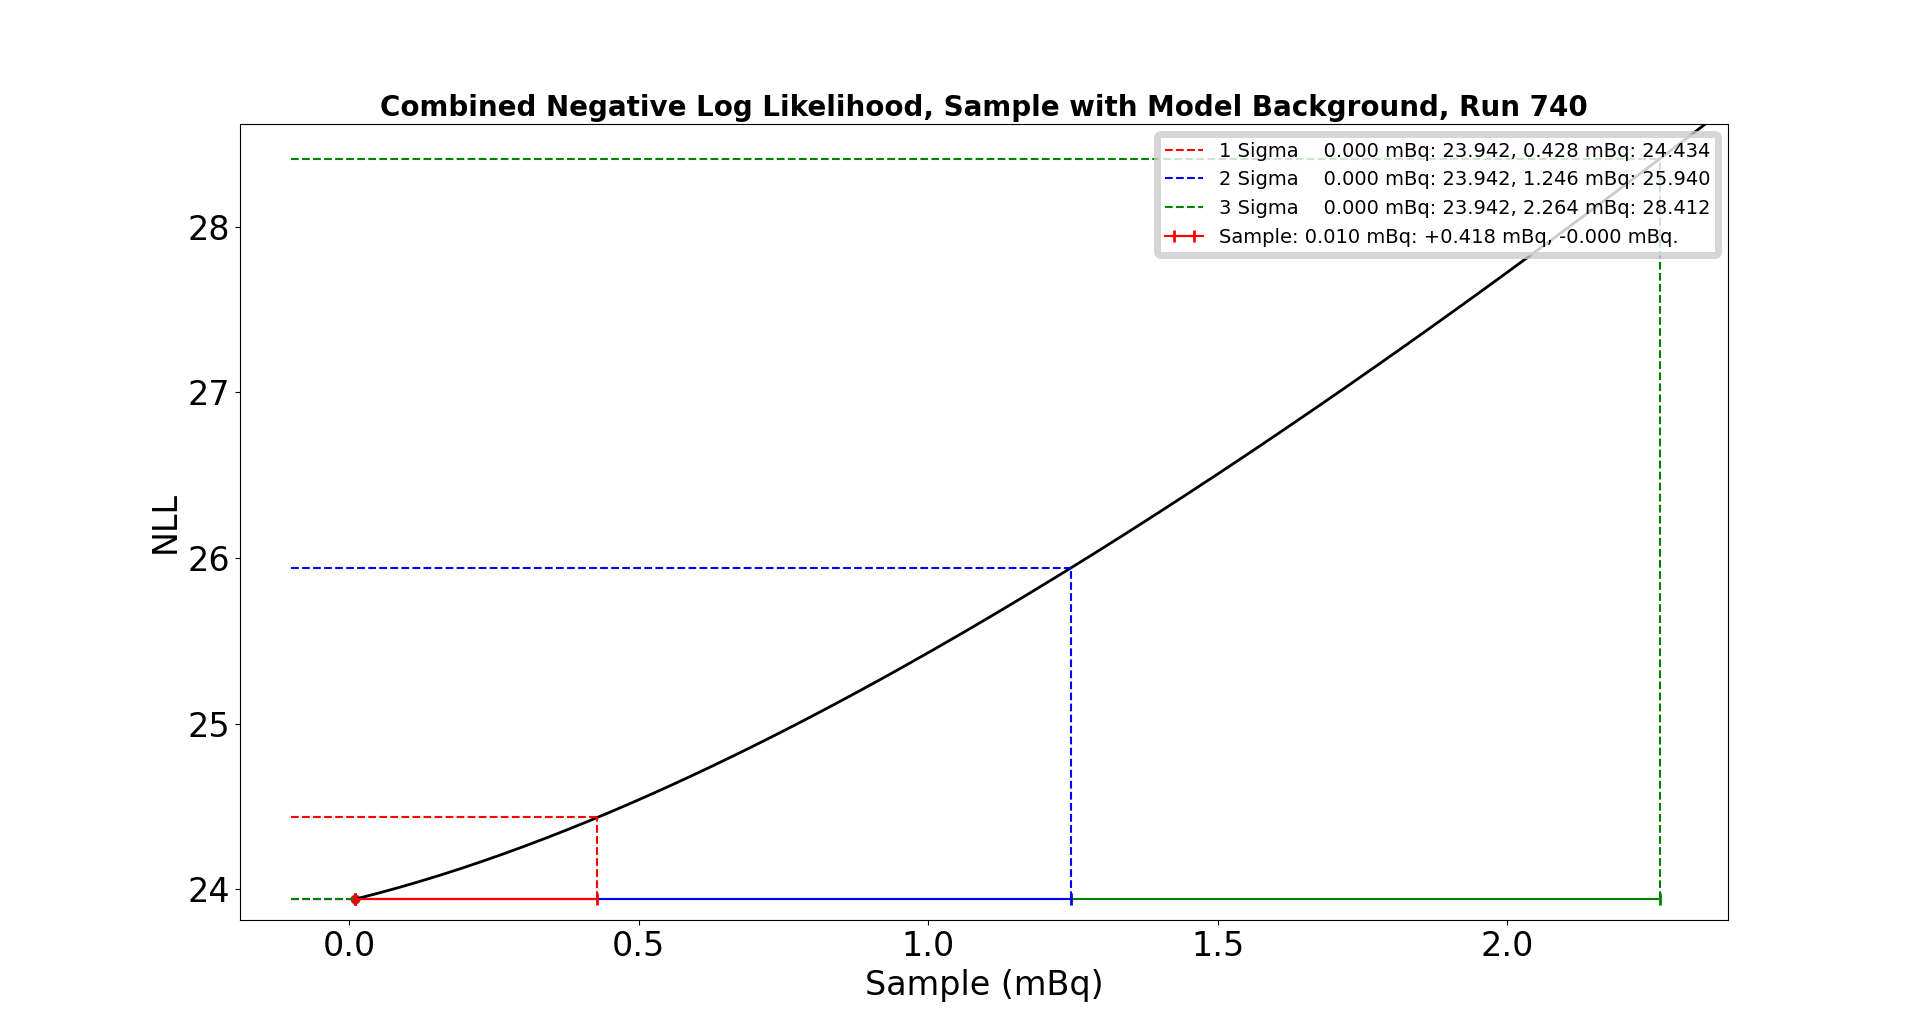 Combined Negative Log Likelihood, Sample with Model Background, Run 740
1 Sigma    0.000 mBq: 23.942, 0.428 mBq: 24.434
2 Sigma    0.000 mBq: 23.942, 1.246 mBq: 25.940
3 Sigma    0.000 mBq: 23.942, 2.264 mBq: 28.412
Sample: 0.010 mBq: +0.418 mBq, -0.000 mBq.
28
27
26
25
24
NLL
0.0 0.5 1.0 1.5 2.0
Sample (mBq)